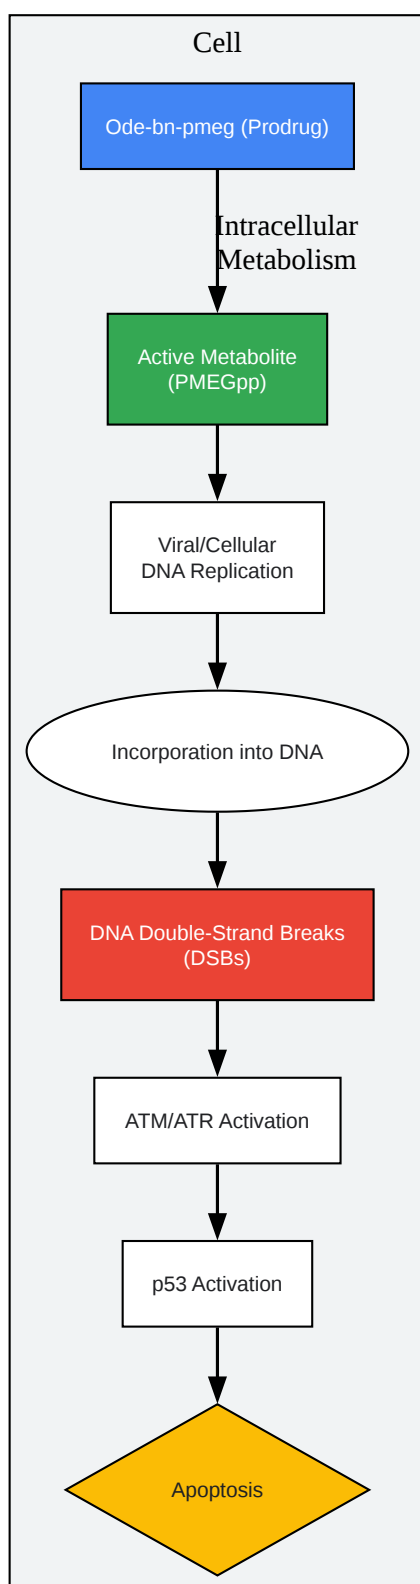 Cell
Ode-bn-pmeg (Prodrug)
Intracellular
Metabolism
Active Metabolite
(PMEGpp)
Viral/Cellular
DNA Replication
Incorporation into DNA
DNA Double-Strand Breaks
(DSBs)
ATM/ATR Activation
p53 Activation
Apoptosis